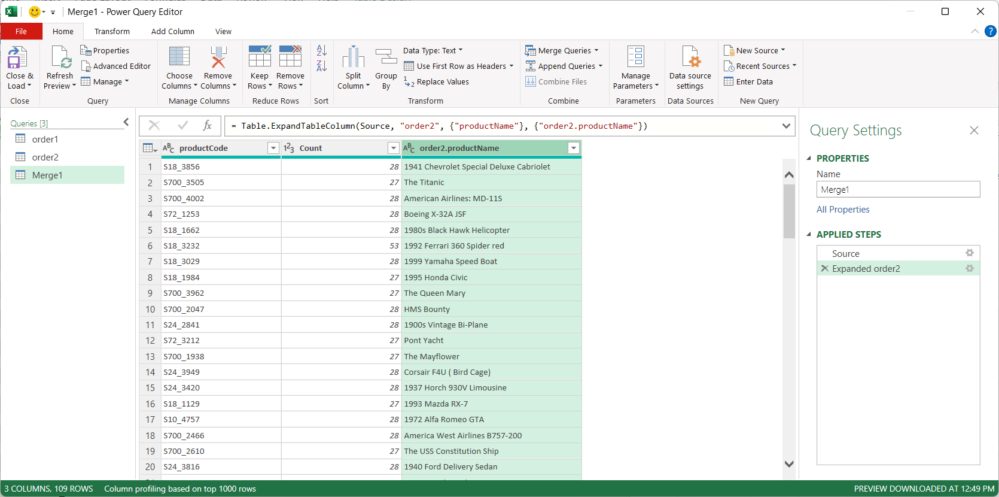 Merge1 - Power Query Editor
File
Home
Transform
Add Column
View
Close &
Load
Close
Refresh
Preview
Properties
Advanced Editor
Manage
Query
Choose
Columns
Remove
Columns
Manage Columns
Keep
Rows
Remove
Rows
Reduce Rows
Sort
Split
Column
Group
By
Data Type: Text
Use First Row as Headers
Replace Values
Transform
Merge Queries
Append Queries
Combine Files
Combine
Manage
Parameters
Parameters
Data source
settings
Data Sources
New Source
Recent Sources
Enter Data
New Query
Queries [3]
order1
order2
Merge1
fx
= Table.ExpandTableColumn(Source, "order2", {"productName"}, {"order2.productName"})
ABC productCode 123 Count ABC order2.productName
1 S18_3856 28 1941 Chevrolet Special Deluxe Cabriolet
2 S700_3505 27 The Titanic
3 S700_4002 28 American Airlines: MD-11S
4 S72_1253 28 Boeing X-32A JSF
5 S18_1662 28 1980s Black Hawk Helicopter
6 S18_3232 53 1992 Ferrari 360 Spider red
7 S18_3029 28 1999 Yamaha Speed Boat
8 S18_1984 27 1995 Honda Civic
9 S700_3962 27 The Queen Mary
10 S700_2047 28 HMS Bounty
11 S24_2841 28 1900s Vintage Bi-Plane
12 S72_3212 27 Pont Yacht
13 S700_1938 27 The Mayflower
14 S24_3949 28 Corsair F4U ( Bird Cage)
15 S24_3420 28 1937 Horch 930V Limousine
16 S18_1129 27 1993 Mazda RX-7
17 S10_4757 28 1972 Alfa Romeo GTA
18 S700_2466 28 America West Airlines B757-200
19 S700_2610 27 The USS Constitution Ship
20 S24_3816 28 1940 Ford Delivery Sedan
Query Settings
PROPERTIES
Name
Merge1
All Properties
APPLIED STEPS
Source
Expanded order2
3 COLUMNS, 109 ROWS
Column profiling based on top 1000 rows
PREVIEW DOWNLOADED AT 12:49 PM